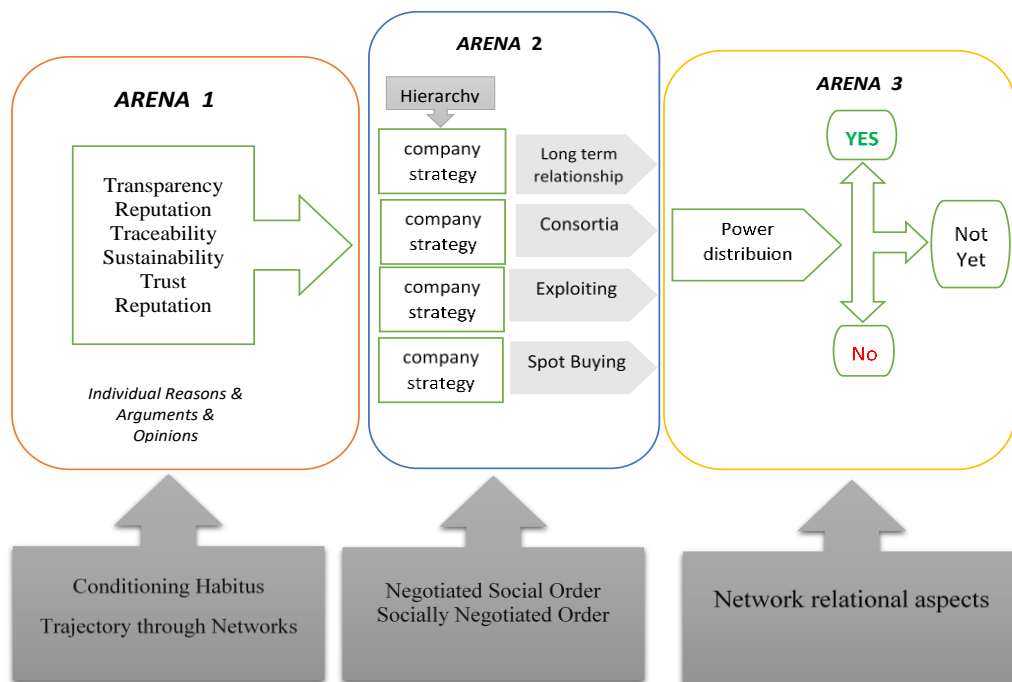 ARENA 1
Transparency
Reputation
Traceability
Sustainability
Trust
Reputation
Individual Reasons &
Arguments &
Opinions
ARENA 2
Hierarchy
company
strategy
Long term
relationship
company
strategy
Consortia
company
strategy
Exploiting
company
strategy
Spot Buying
ARENA 3
YES
Power
distribuion
Not
Yet
No
Conditioning Habitus
Trajectory through Networks
Negotiated Social Order
Socially Negotiated Order
Network relational aspects